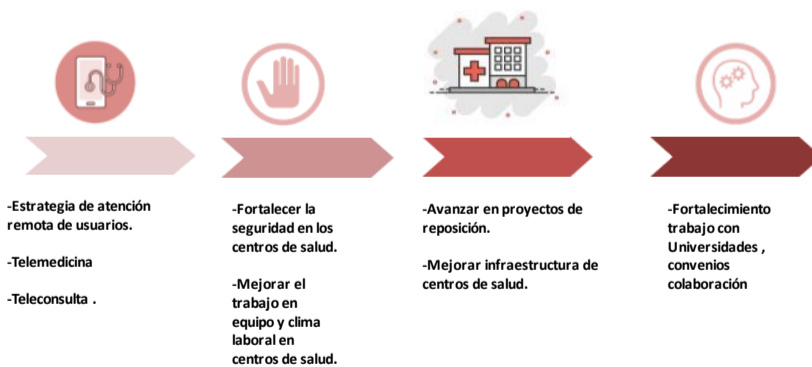 -Estrategia de atención
remota de usuarios.
-Telemedicina
-Teleconsulta .
-Fortalecer la
seguridad en los
centros de salud.
-Mejorar el
trabajo en
equipo y clima
laboral en
centros de salud.
-Avanzar en proyectos de
reposición.
-Mejorar infraestructura de
centros de salud.
-Fortalecimiento
trabajo con
Universidades ,
convenios
colaboración